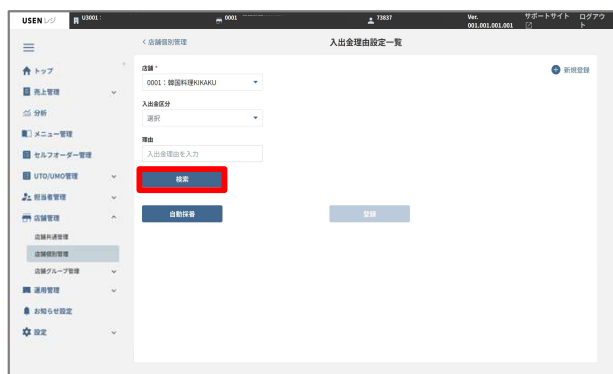 USEN レジ
U3001：
0001
73837
Ver.
001.001.001.001
サポートサイト
ログアウト
< 店舗個別管理
入出金理由設定一覧
トップ
売上管理
分析
メニュー管理
セルフオーダー管理
UTO/UMO管理
担当者管理
店舗管理
店舗共通管理
店舗個別管理
店舗グループ管理
運用管理
お知らせ設定
設定
店舗 *
0001：韓国料理KIKAKU
新規登録
入出金区分
選択
理由
入出金理由を入力
検索
自動採番
登録